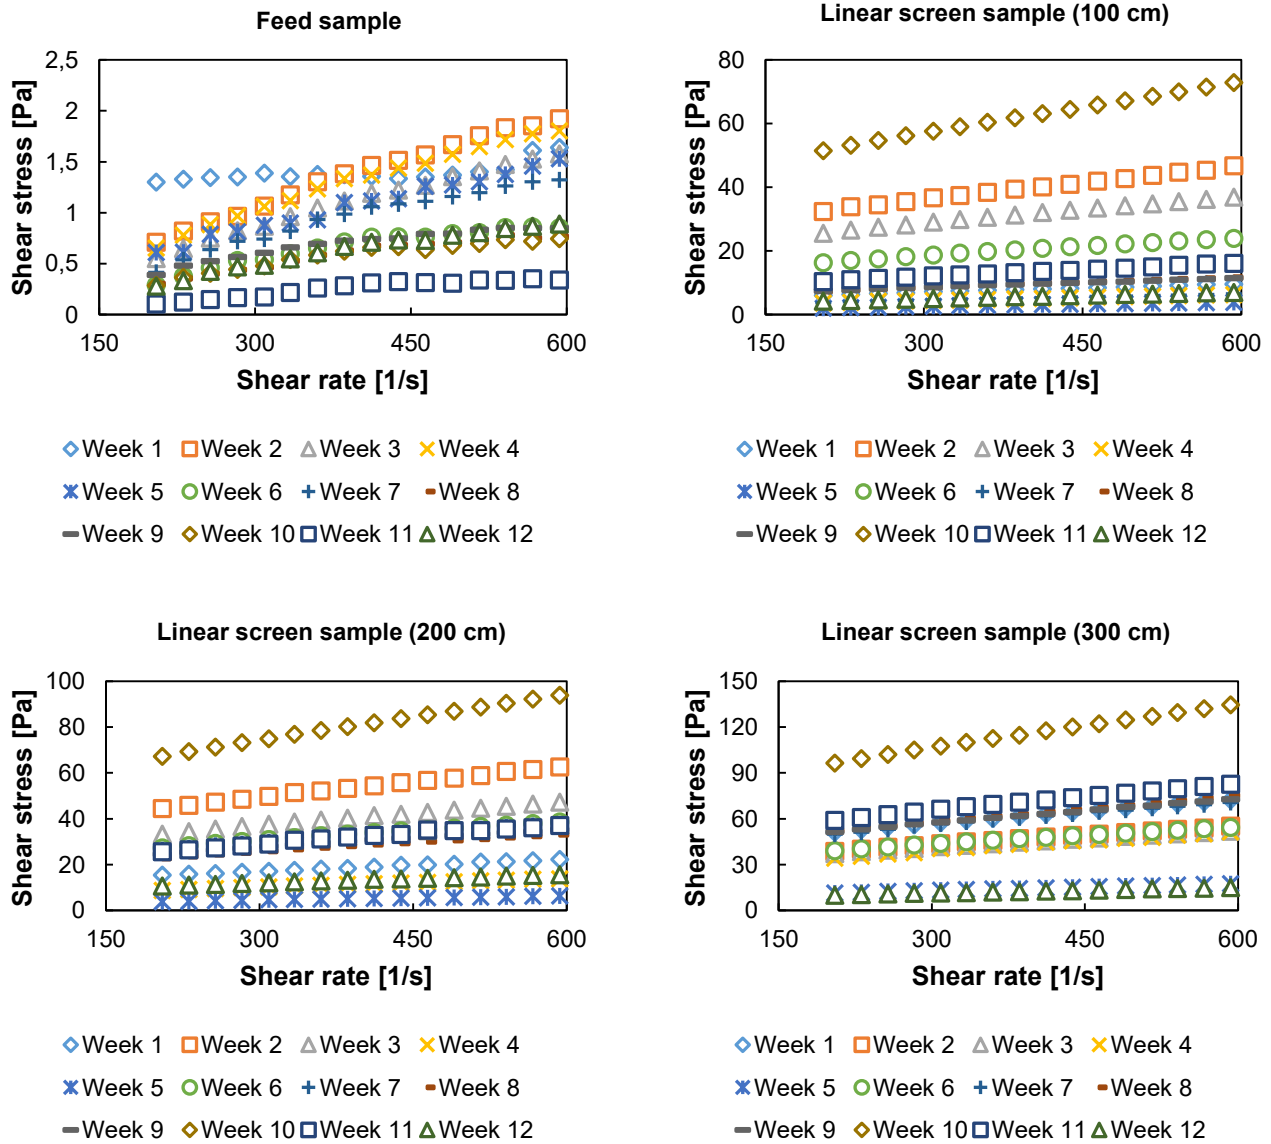 Feed sample
Shear stress [Pa]
2,5
2
1,5
1
0,5
0
150 300 450 600
Shear rate [1/s]
Week 1 Week 2 Week 3 Week 4
Week 5 Week 6 Week 7 Week 8
Week 9 Week 10 Week 11 Week 12
Linear screen sample (100 cm)
Shear stress [Pa]
80
60
40
20
0
150 300 450 600
Shear rate [1/s]
Week 1 Week 2 Week 3 Week 4
Week 5 Week 6 Week 7 Week 8
Week 9 Week 10 Week 11 Week 12
Linear screen sample (200 cm)
Shear stress [Pa]
100
80
60
40
20
0
150 300 450 600
Shear rate [1/s]
Week 1 Week 2 Week 3 Week 4
Week 5 Week 6 Week 7 Week 8
Week 9 Week 10 Week 11 Week 12
Linear screen sample (300 cm)
Shear stress [Pa]
150
120
90
60
30
0
150 300 450 600
Shear rate [1/s]
Week 1 Week 2 Week 3 Week 4
Week 5 Week 6 Week 7 Week 8
Week 9 Week 10 Week 11 Week 12